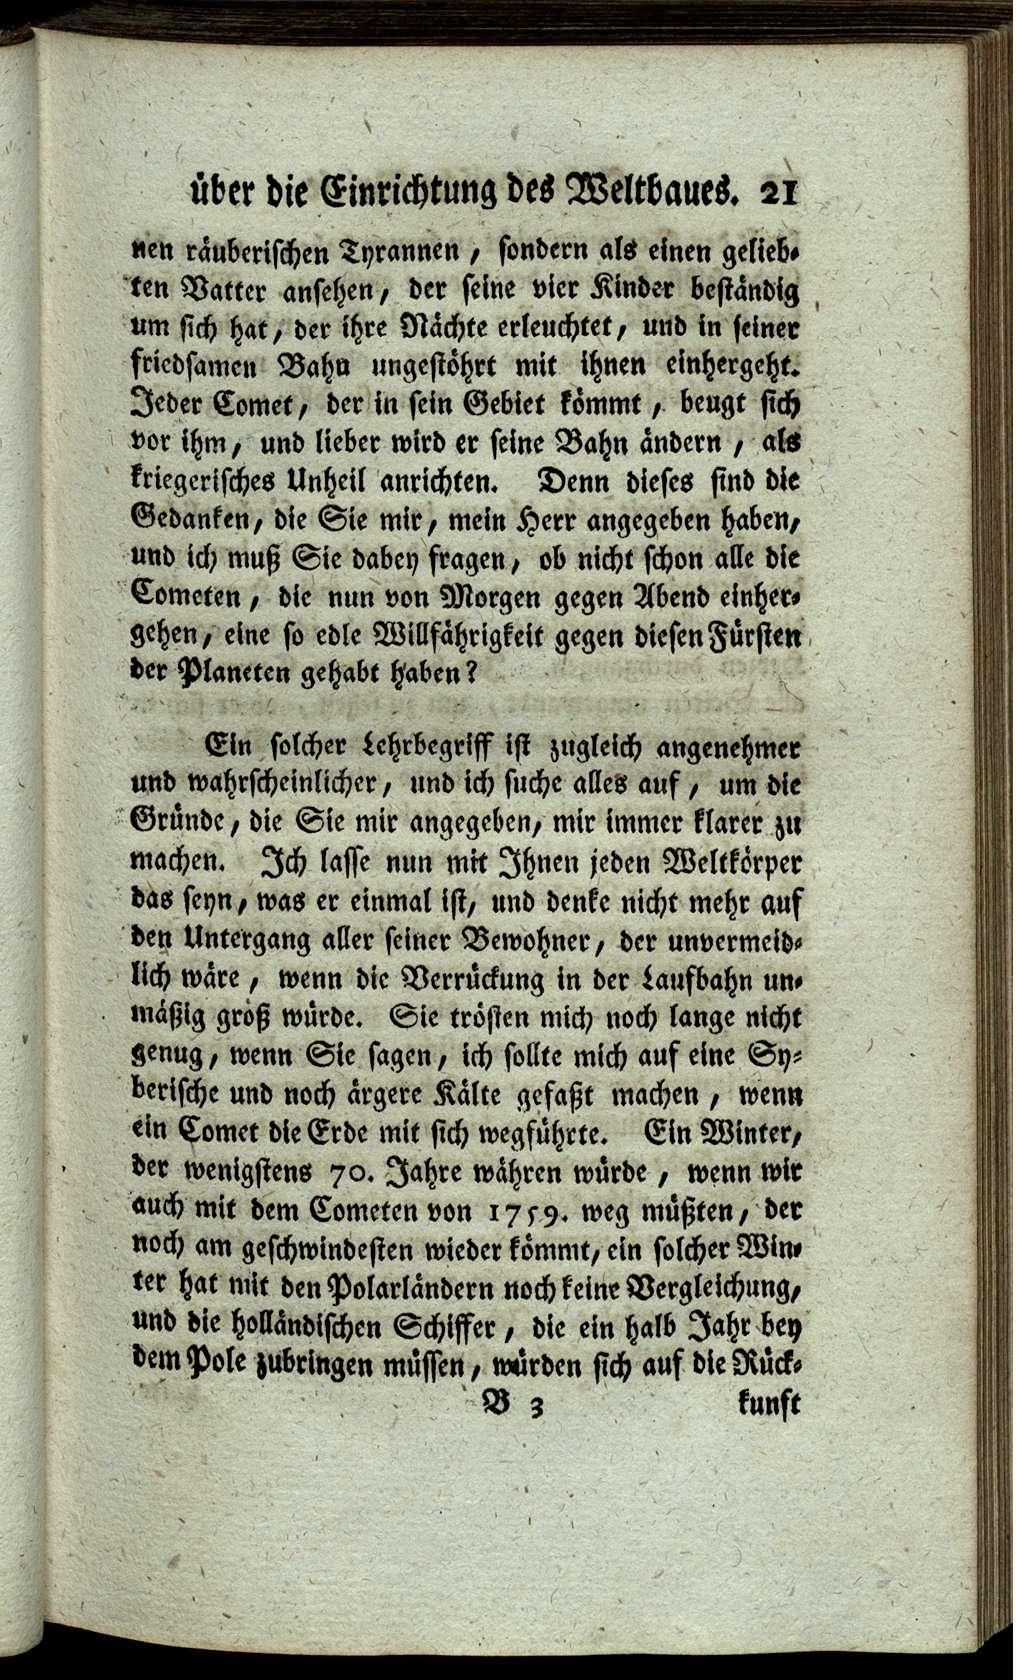 über die Einrichtung des Weltbaues. 21
nen räuberischen Tyrannen, sondern als einen gelieb-
ten Vatter ansehen, der seine vier Kinder beständig
um sich hat, der ihre Nächte erleuchtet, und in seiner
friedsamen Bahn ungestöhrt mit ihnen einhergeht.
Jeder Comet, der in sein Gebiet kömmt, beugt sich
vor ihm, und lieber wird er seine Bahn ändern, als
kriegerisches Unheil anrichten. Denn dieses sind die
Gedanken, die Sie mir, mein Herr angegeben haben,
und ich muß Sie dabey fragen, ob nicht schon alle die
Cometen, die nun von Morgen gegen Abend einher-
gehen, eine so edle Willfährigkeit gegen diesen Fürsten
der Planeten gehabt haben?
Ein solcher Lehrbegriff ist zugleich angenehmer
und wahrscheinlicher, und ich suche alles auf, um die
Gründe, die Sie mir angegeben, mir immer klarer zu
machen. Ich lasse nun mit Ihnen jeden Weltkörper
das seyn, was er einmal ist, und denke nicht mehr auf
den Untergang aller seiner Bewohner, der unvermeid-
lich wäre, wenn die Verrückung in der Laufbahn un-
mäßig groß würde. Sie trösten mich noch lange nicht
genug, wenn Sie sagen, ich sollte mich auf eine Sy-
berische und noch ärgere Kälte gefaßt machen, wenn
ein Comet die Erde mit sich wegführte. Ein Winter,
der wenigstens 70. Jahre währen würde, wenn wir
auch mit dem Cometen von 1759. weg müßten, der
noch am geschwindesten wieder kömmt, ein solcher Win-
ter hat mit den Polarländern noch keine Vergleichung,
und die holländischen Schiffer, die ein halb Jahr bey
dem Pole zubringen müssen, würden sich auf die Rück-
B 3 kunft